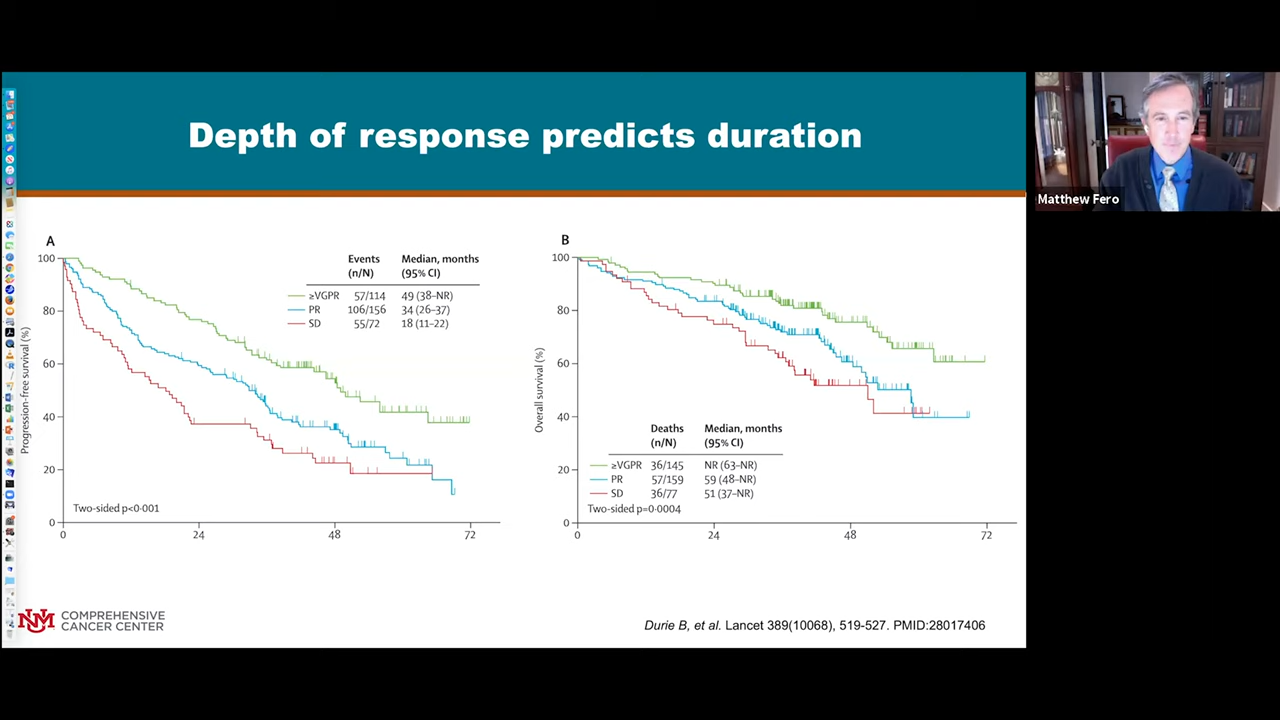 Depth of response predicts duration
Matthew Fero
A
100
80
60
40
20
0
0 24 48 72
Progression-free survival (%)
Events Median, months
(n/N) (95% CI)
≥VGPR 57/114 49 (38–NR)
PR 106/156 34 (26–37)
SD 55/72 18 (11–22)
Two-sided p<0·001
B
100
80
60
40
20
0
0 24 48 72
Overall survival (%)
Deaths Median, months
(n/N) (95% CI)
≥VGPR 36/145 NR (63–NR)
PR 57/159 59 (48–NR)
SD 36/77 51 (37–NR)
Two-sided p=0·0004
UNM COMPREHENSIVE
CANCER CENTER
Durie B, et al. Lancet 389(10068), 519-527. PMID:28017406